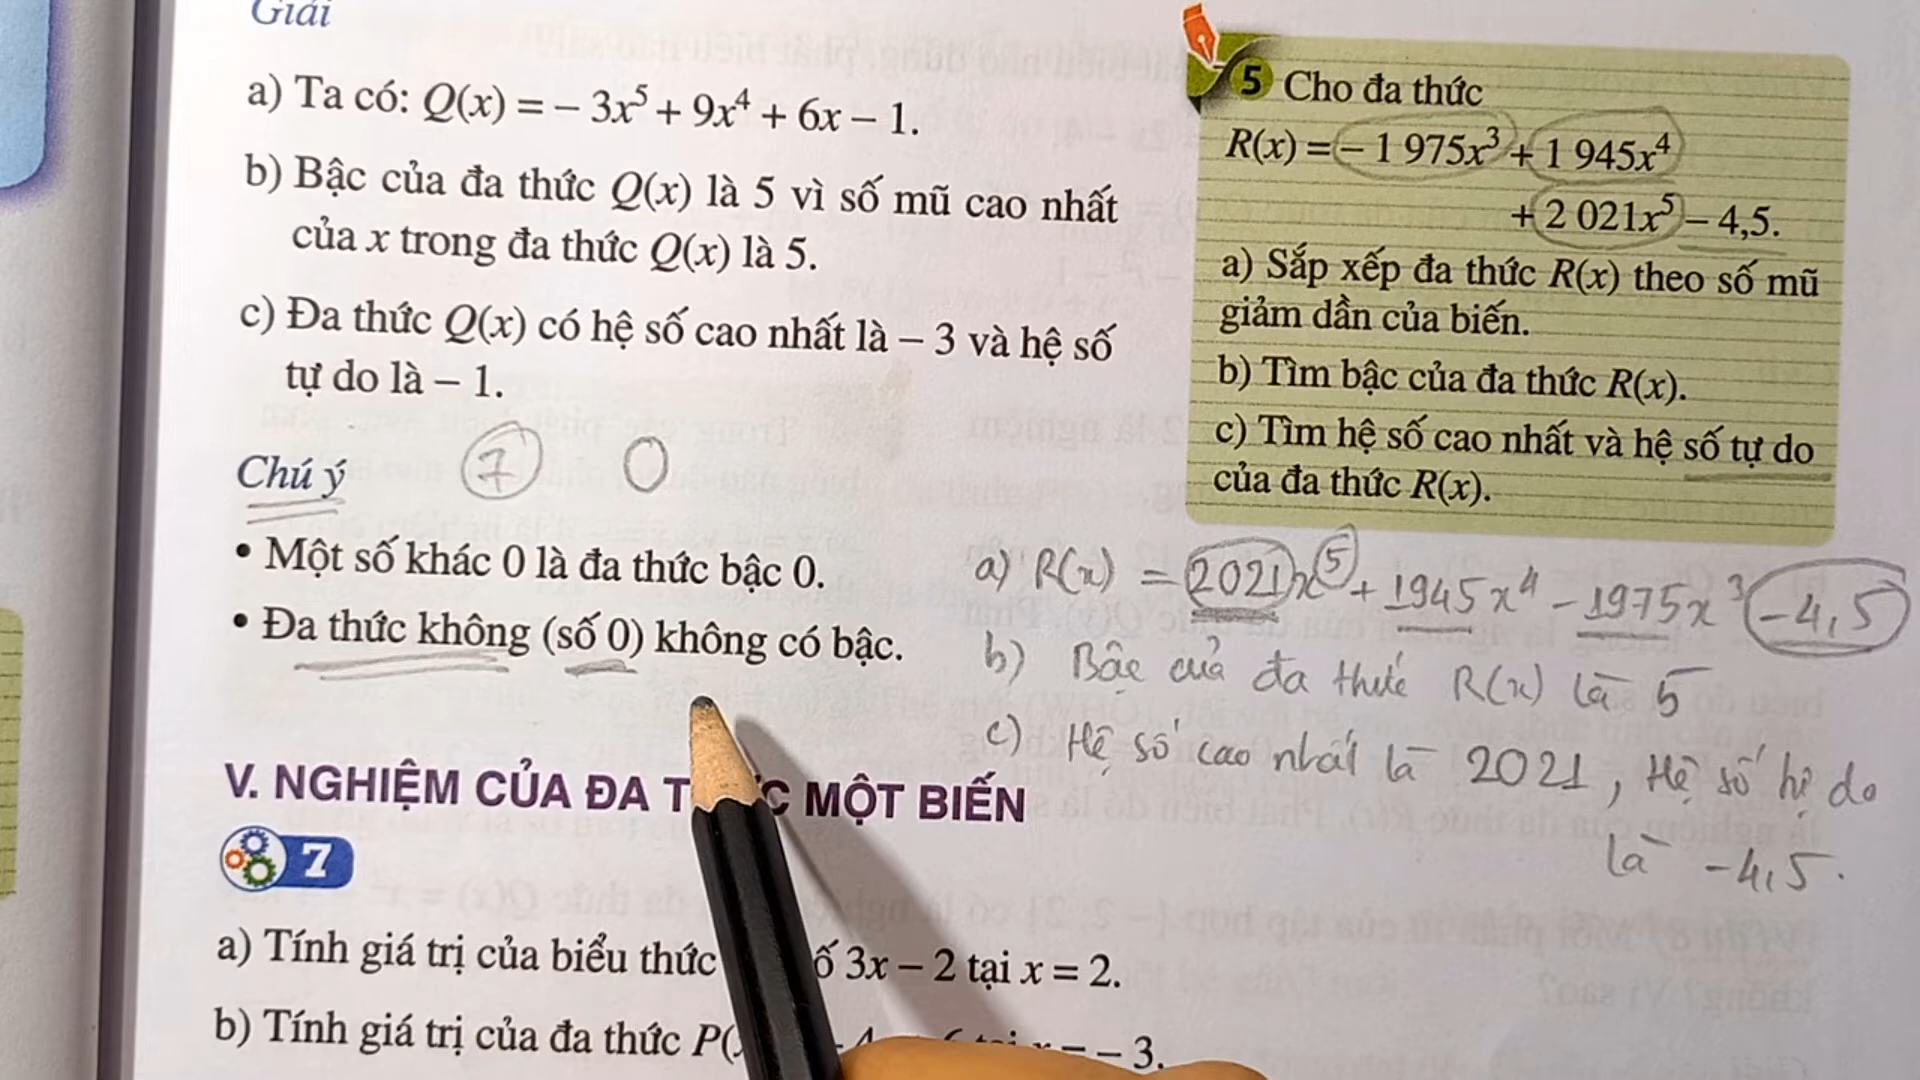 Giải
a) Ta có: Q(x) = – 3x⁵ + 9x⁴ + 6x – 1.
b) Bậc của đa thức Q(x) là 5 vì số mũ cao nhất
của x trong đa thức Q(x) là 5.
c) Đa thức Q(x) có hệ số cao nhất là – 3 và hệ số
tự do là – 1.
Chú ý 7 0
• Một số khác 0 là đa thức bậc 0.
• Đa thức không (số 0) không có bậc.
V. NGHIỆM CỦA ĐA MỘT BIẾN
7
a) Tính giá trị của biểu thức 3x – 2 tại x = 2.
b) Tính giá trị của đa thức – 3.
5 Cho đa thức
R(x) = – 1 975x³ + 1 945x⁴
+ 2 021x⁵ – 4,5.
a) Sắp xếp đa thức R(x) theo số mũ
giảm dần của biến.
b) Tìm bậc của đa thức R(x).
c) Tìm hệ số cao nhất và hệ số tự do
của đa thức R(x).
a) R(x) = 2021x⁵ + 1945x⁴ – 1975x³ – 4,5
b) Bậc của đa thức R(x) là 5
c) Hệ số cao nhất là 2021, Hệ số tự do
là – 4,5.